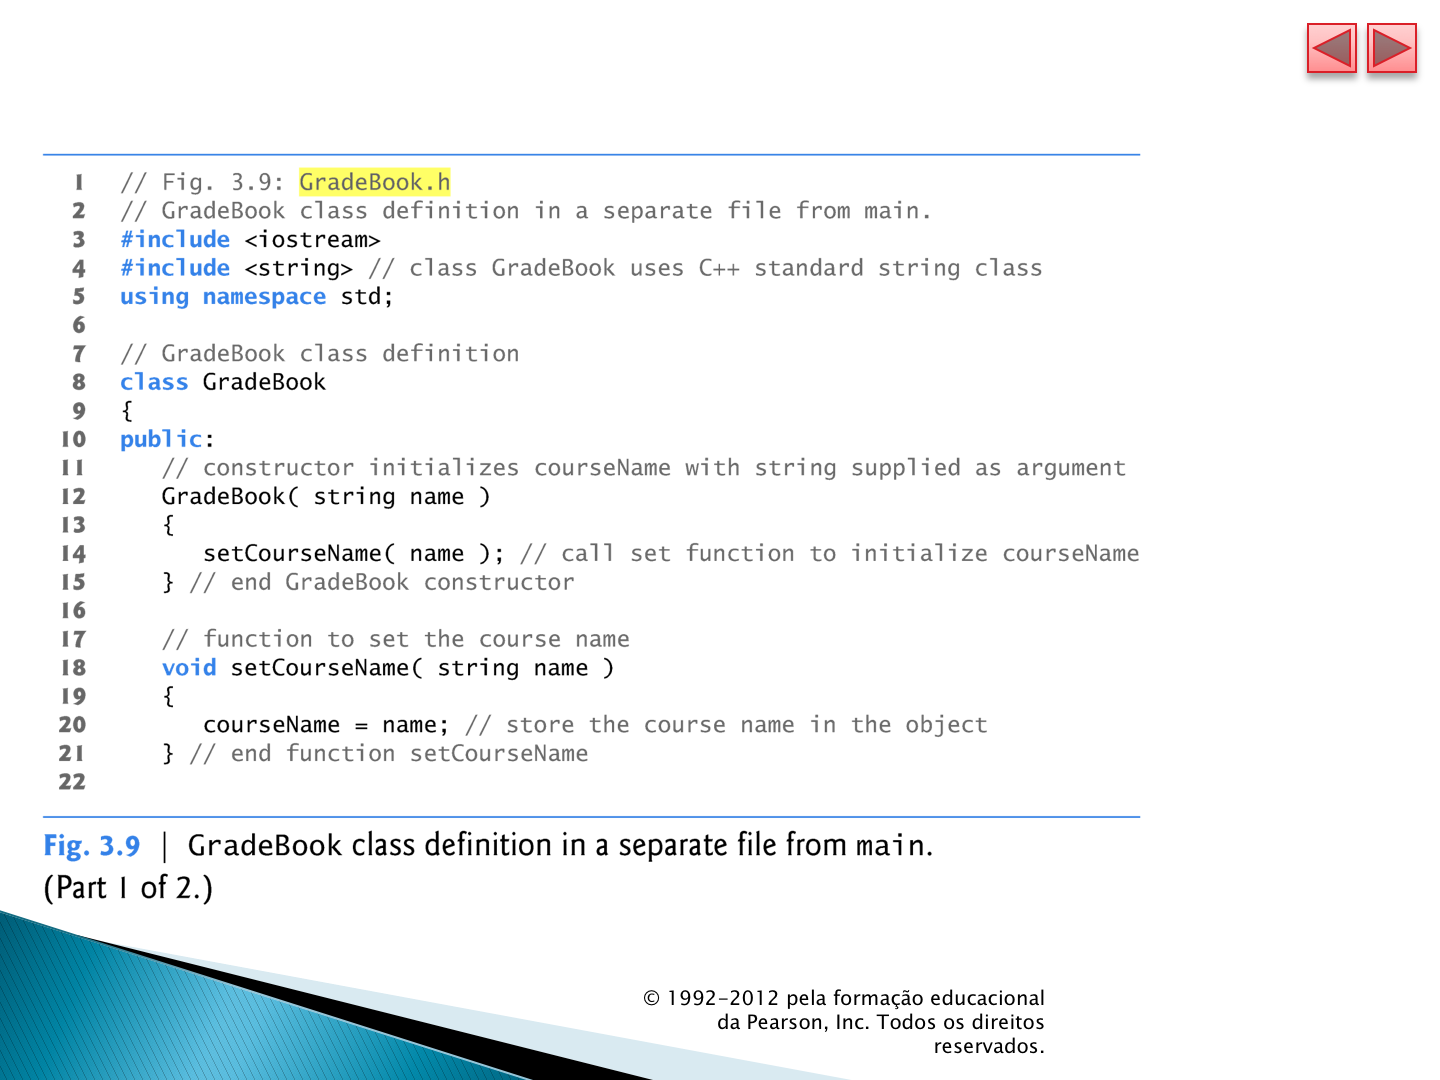 1 // Fig. 3.9: GradeBook.h
2 // GradeBook class definition in a separate file from main.
3 #include <iostream>
4 #include <string> // class GradeBook uses C++ standard string class
5 using namespace std;
6
7 // GradeBook class definition
8 class GradeBook
9 {
10 public:
11    // constructor initializes courseName with string supplied as argument
12    GradeBook( string name )
13    {
14       setCourseName( name ); // call set function to initialize courseName
15    } // end GradeBook constructor
16
17    // function to set the course name
18    void setCourseName( string name )
19    {
20       courseName = name; // store the course name in the object
21    } // end function setCourseName
22
Fig. 3.9 | GradeBook class definition in a separate file from main.
(Part 1 of 2.)
© 1992-2012 pela formação educacional
da Pearson, Inc. Todos os direitos
reservados.